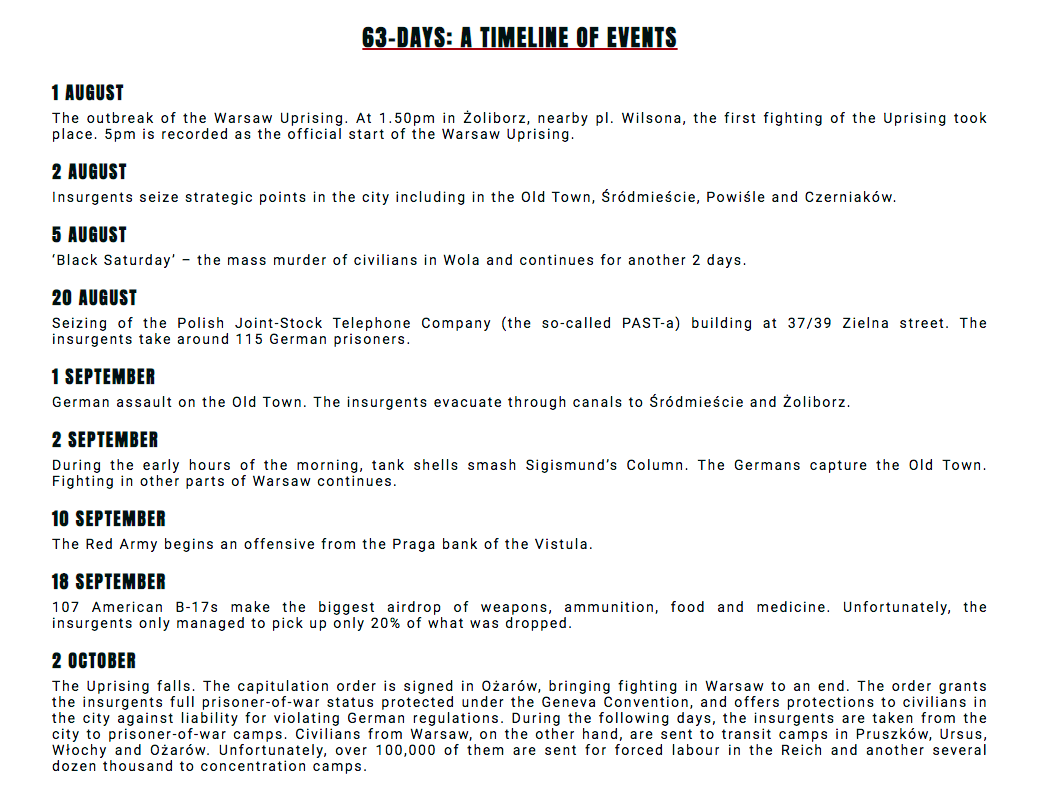 63-DAYS: A TIMELINE OF EVENTS
1 AUGUST
The outbreak of the Warsaw Uprising. At 1.50pm in Żoliborz, nearby pl. Wilsona, the first fighting of the Uprising took
place. 5pm is recorded as the official start of the Warsaw Uprising.
2 AUGUST
Insurgents seize strategic points in the city including in the Old Town, Śródmieście, Powiśle and Czerniaków.
5 AUGUST
‘Black Saturday’ – the mass murder of civilians in Wola and continues for another 2 days.
20 AUGUST
Seizing of the Polish Joint-Stock Telephone Company (the so-called PAST-a) building at 37/39 Zielna street. The
insurgents take around 115 German prisoners.
1 SEPTEMBER
German assault on the Old Town. The insurgents evacuate through canals to Śródmieście and Żoliborz.
2 SEPTEMBER
During the early hours of the morning, tank shells smash Sigismund’s Column. The Germans capture the Old Town.
Fighting in other parts of Warsaw continues.
10 SEPTEMBER
The Red Army begins an offensive from the Praga bank of the Vistula.
18 SEPTEMBER
107 American B-17s make the biggest airdrop of weapons, ammunition, food and medicine. Unfortunately, the
insurgents only managed to pick up only 20% of what was dropped.
2 OCTOBER
The Uprising falls. The capitulation order is signed in Ożarów, bringing fighting in Warsaw to an end. The order grants
the insurgents full prisoner-of-war status protected under the Geneva Convention, and offers protections to civilians in
the city against liability for violating German regulations. During the following days, the insurgents are taken from the
city to prisoner-of-war camps. Civilians from Warsaw, on the other hand, are sent to transit camps in Pruszków, Ursus,
Włochy and Ożarów. Unfortunately, over 100,000 of them are sent for forced labour in the Reich and another several
dozen thousand to concentration camps.